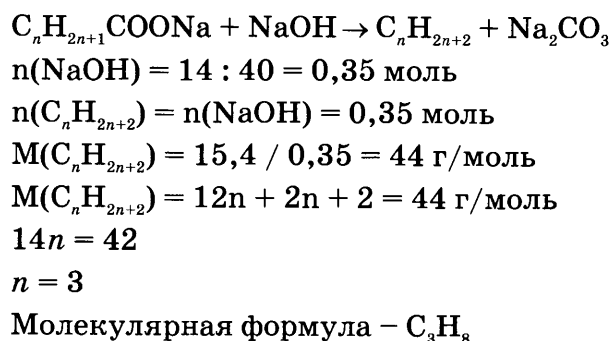 CₙH₂ₙ₊₁COONa + NaOH → CₙH₂ₙ₊₂ + Na₂CO₃
n(NaOH) = 14 : 40 = 0,35 моль
n(CₙH₂ₙ₊₂) = n(NaOH) = 0,35 моль
M(CₙH₂ₙ₊₂) = 15,4 / 0,35 = 44 г/моль
M(CₙH₂ₙ₊₂) = 12n + 2n + 2 = 44 г/моль
14n = 42
n = 3
Молекулярная формула – C₃H₈